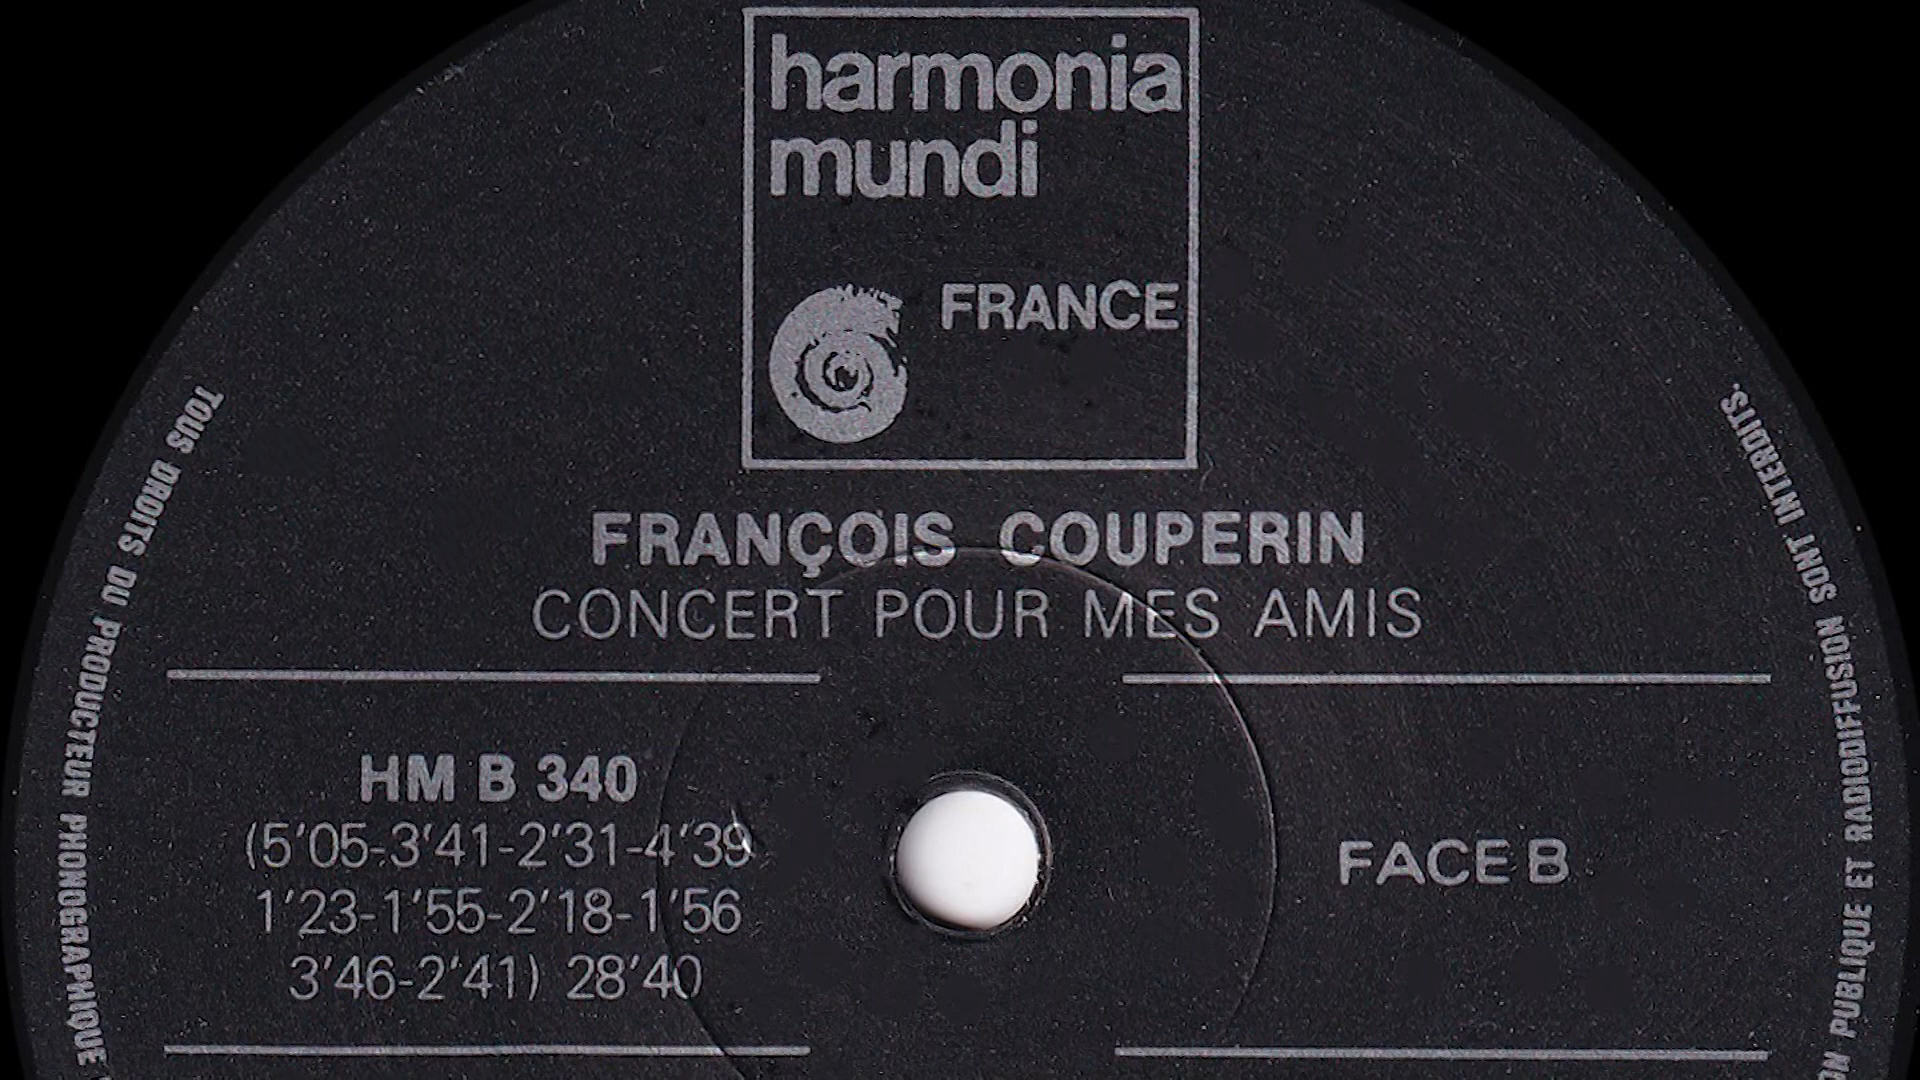 harmonia
mundi
FRANCE
FRANÇOIS COUPERIN
CONCERT POUR MES AMIS
HM B 340
(5'05-3'41-2'31-4'39
1'23-1'55-2'18-1'56
3'46-2'41) 28'40
FACE B
TOUS DROITS DU PRODUCTEUR PHONOGRAPHIQUE
PUBLIQUE ET RADIODIFFUSION SONT INTERDITS.